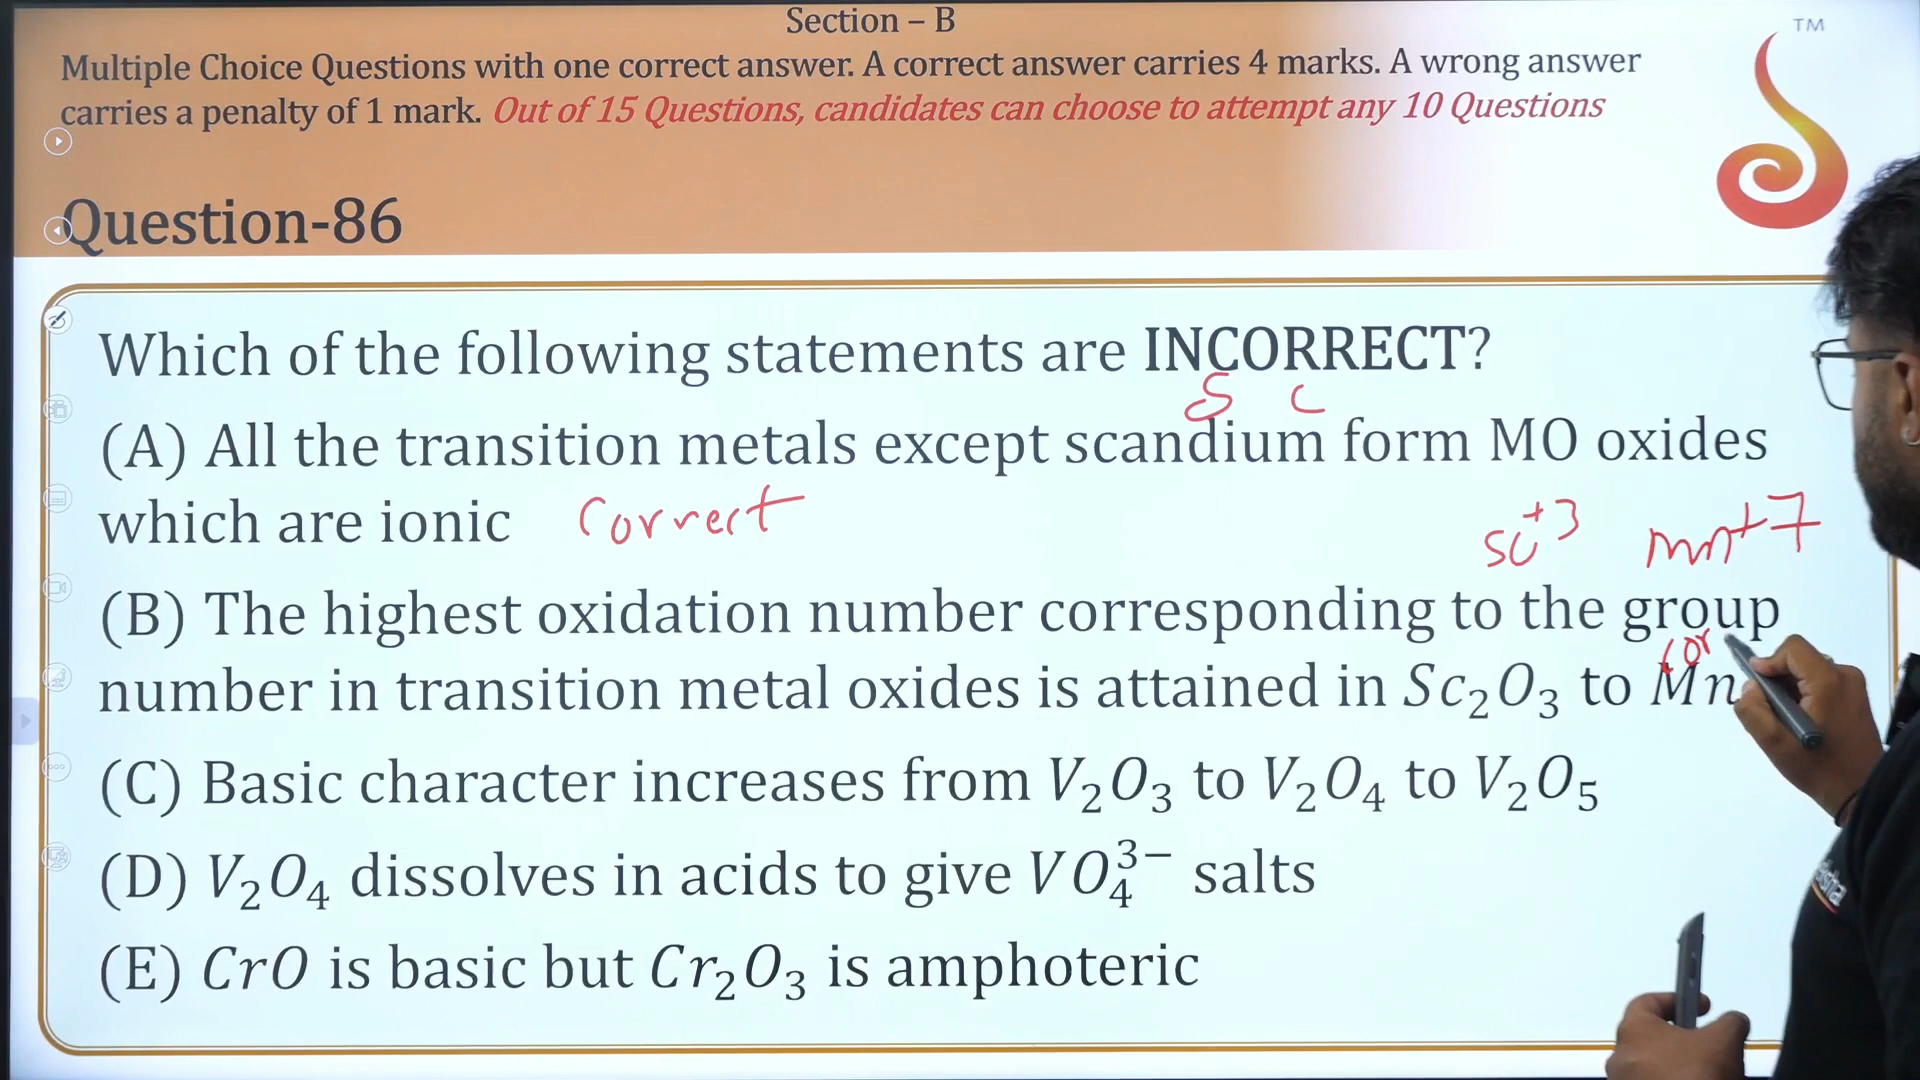 Section – B
Multiple Choice Questions with one correct answer. A correct answer carries 4 marks. A wrong answer
carries a penalty of 1 mark. Out of 15 Questions, candidates can choose to attempt any 10 Questions
TM
Question-86
Which of the following statements are INCORRECT?
S C
(A) All the transition metals except scandium form MO oxides
which are ionic Correct
Sc+3 Mn+7
(B) The highest oxidation number corresponding to the group
cor
number in transition metal oxides is attained in Sc₂O₃ to Mn
(C) Basic character increases from V₂O₃ to V₂O₄ to V₂O₅
(D) V₂O₄ dissolves in acids to give VO₄³⁻ salts
(E) CrO is basic but Cr₂O₃ is amphoteric